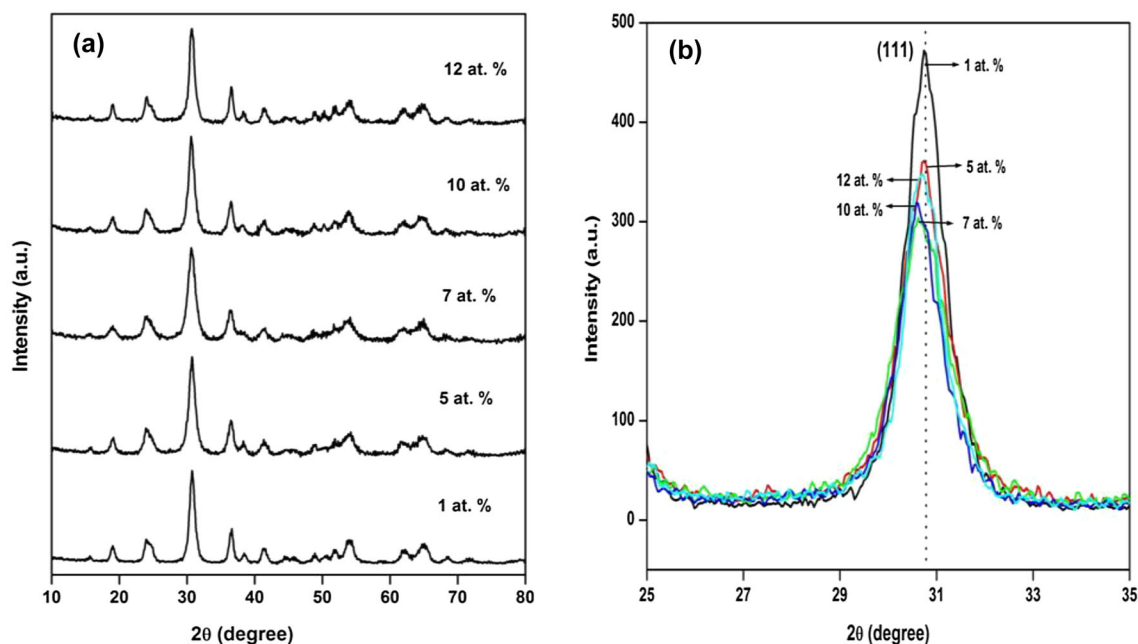 (a)
12 at. %
10 at. %
7 at. %
5 at. %
1 at. %
Intensity (a.u.)
10 20 30 40 50 60 70 80
2θ (degree)
(b)
(111)
1 at. %
5 at. %
12 at. %
10 at. %
7 at. %
500
400
300
200
100
0
Intensity (a.u.)
25 27 29 31 33 35
2θ (degree)